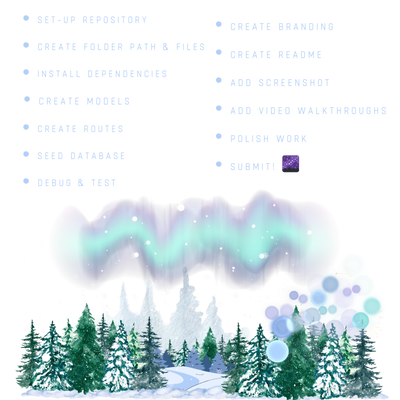 SET-UP REPOSITORY
CREATE FOLDER PATH & FILES
INSTALL DEPENDENCIES
CREATE MODELS
CREATE ROUTES
SEED DATABASE
DEBUG & TEST
CREATE BRANDING
CREATE README
ADD SCREENSHOT
ADD VIDEO WALKTHROUGHS
POLISH WORK
SUBMIT!